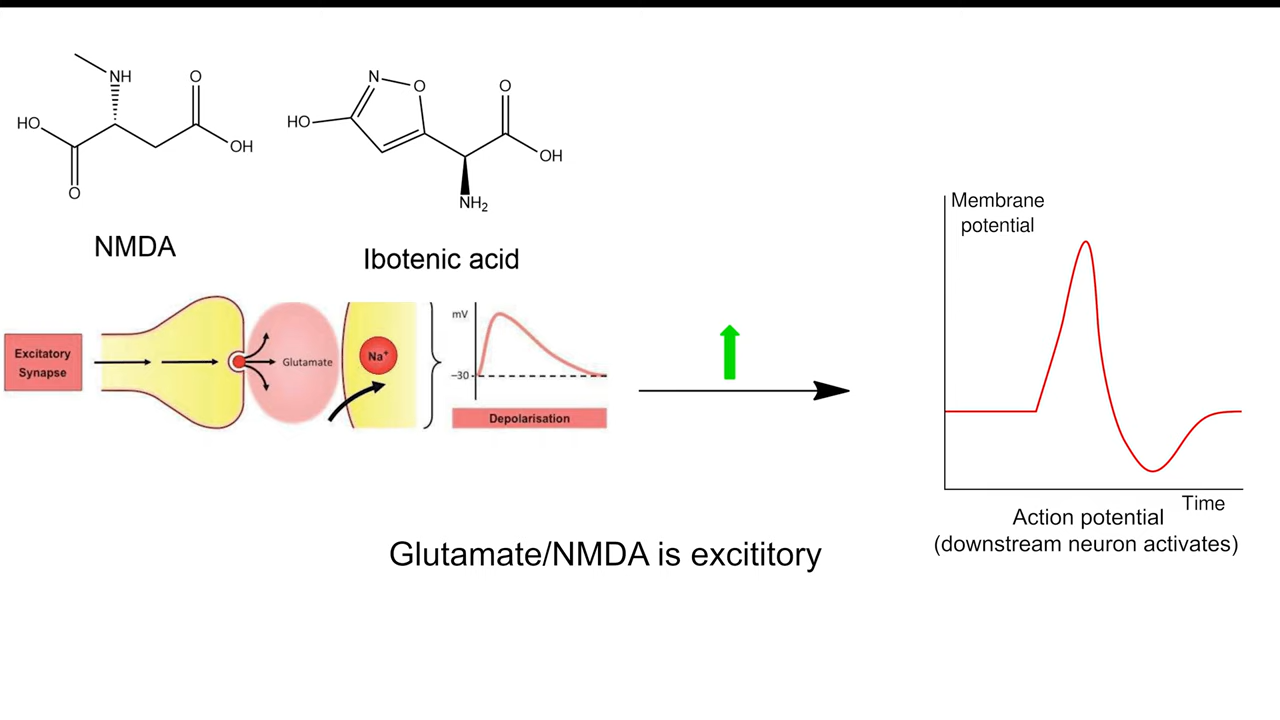 NH
O
HO
OH
O
N
O
HO
O
OH
NH2
NMDA
Ibotenic acid
Excitatory
Synapse
Glutamate
Na+
mV
−30
Depolarisation
Membrane
potential
Time
Action potential
(downstream neuron activates)
Glutamate/NMDA is excititory